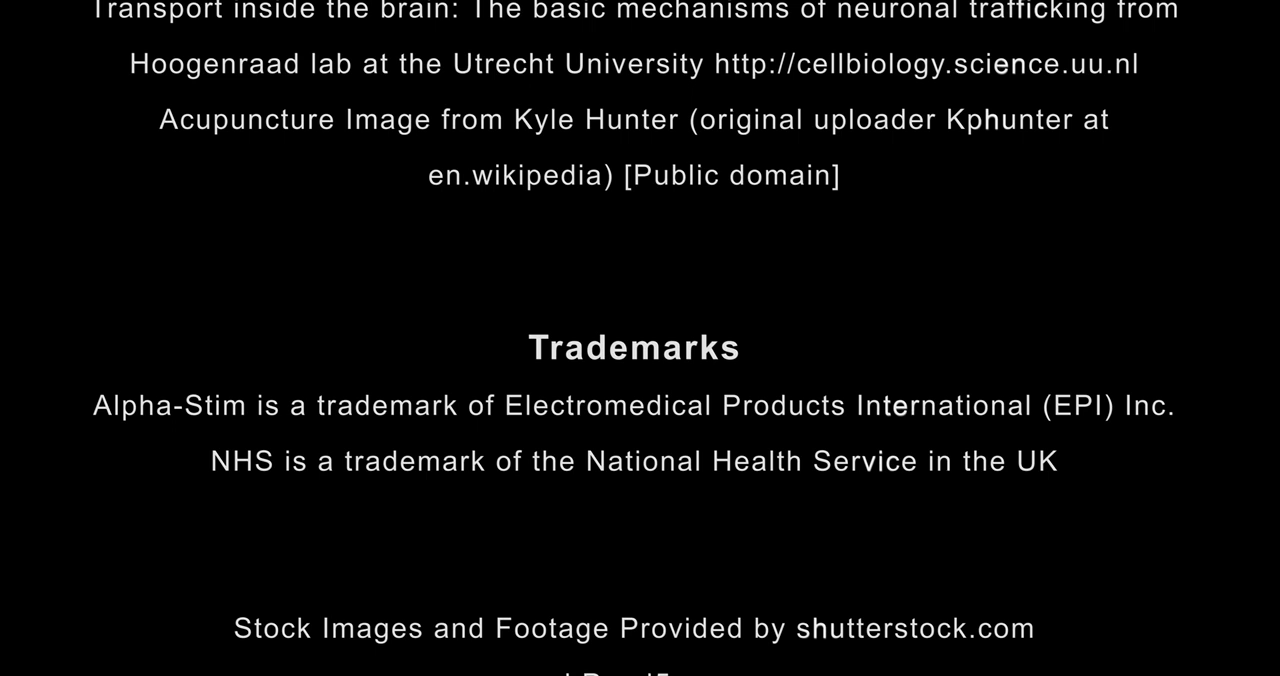 Transport inside the brain: The basic mechanisms of neuronal trafficking from
Hoogenraad lab at the Utrecht University http://cellbiology.science.uu.nl
Acupuncture Image from Kyle Hunter (original uploader Kphunter at
en.wikipedia) [Public domain]
Trademarks
Alpha-Stim is a trademark of Electromedical Products International (EPI) Inc.
NHS is a trademark of the National Health Service in the UK
Stock Images and Footage Provided by shutterstock.com